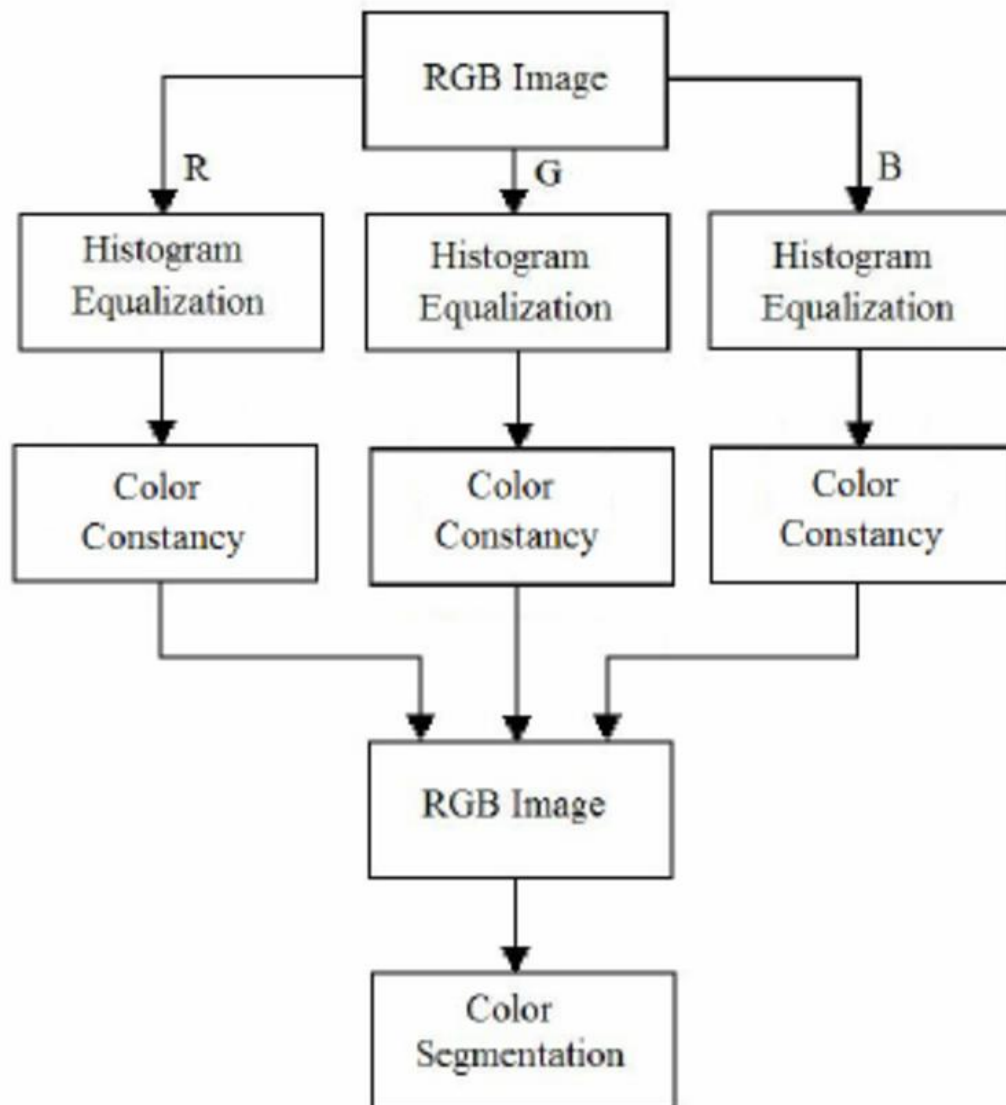 RGB Image
R
G
B
Histogram
Equalization
Histogram
Equalization
Histogram
Equalization
Color
Constancy
Color
Constancy
Color
Constancy
RGB Image
Color
Segmentation